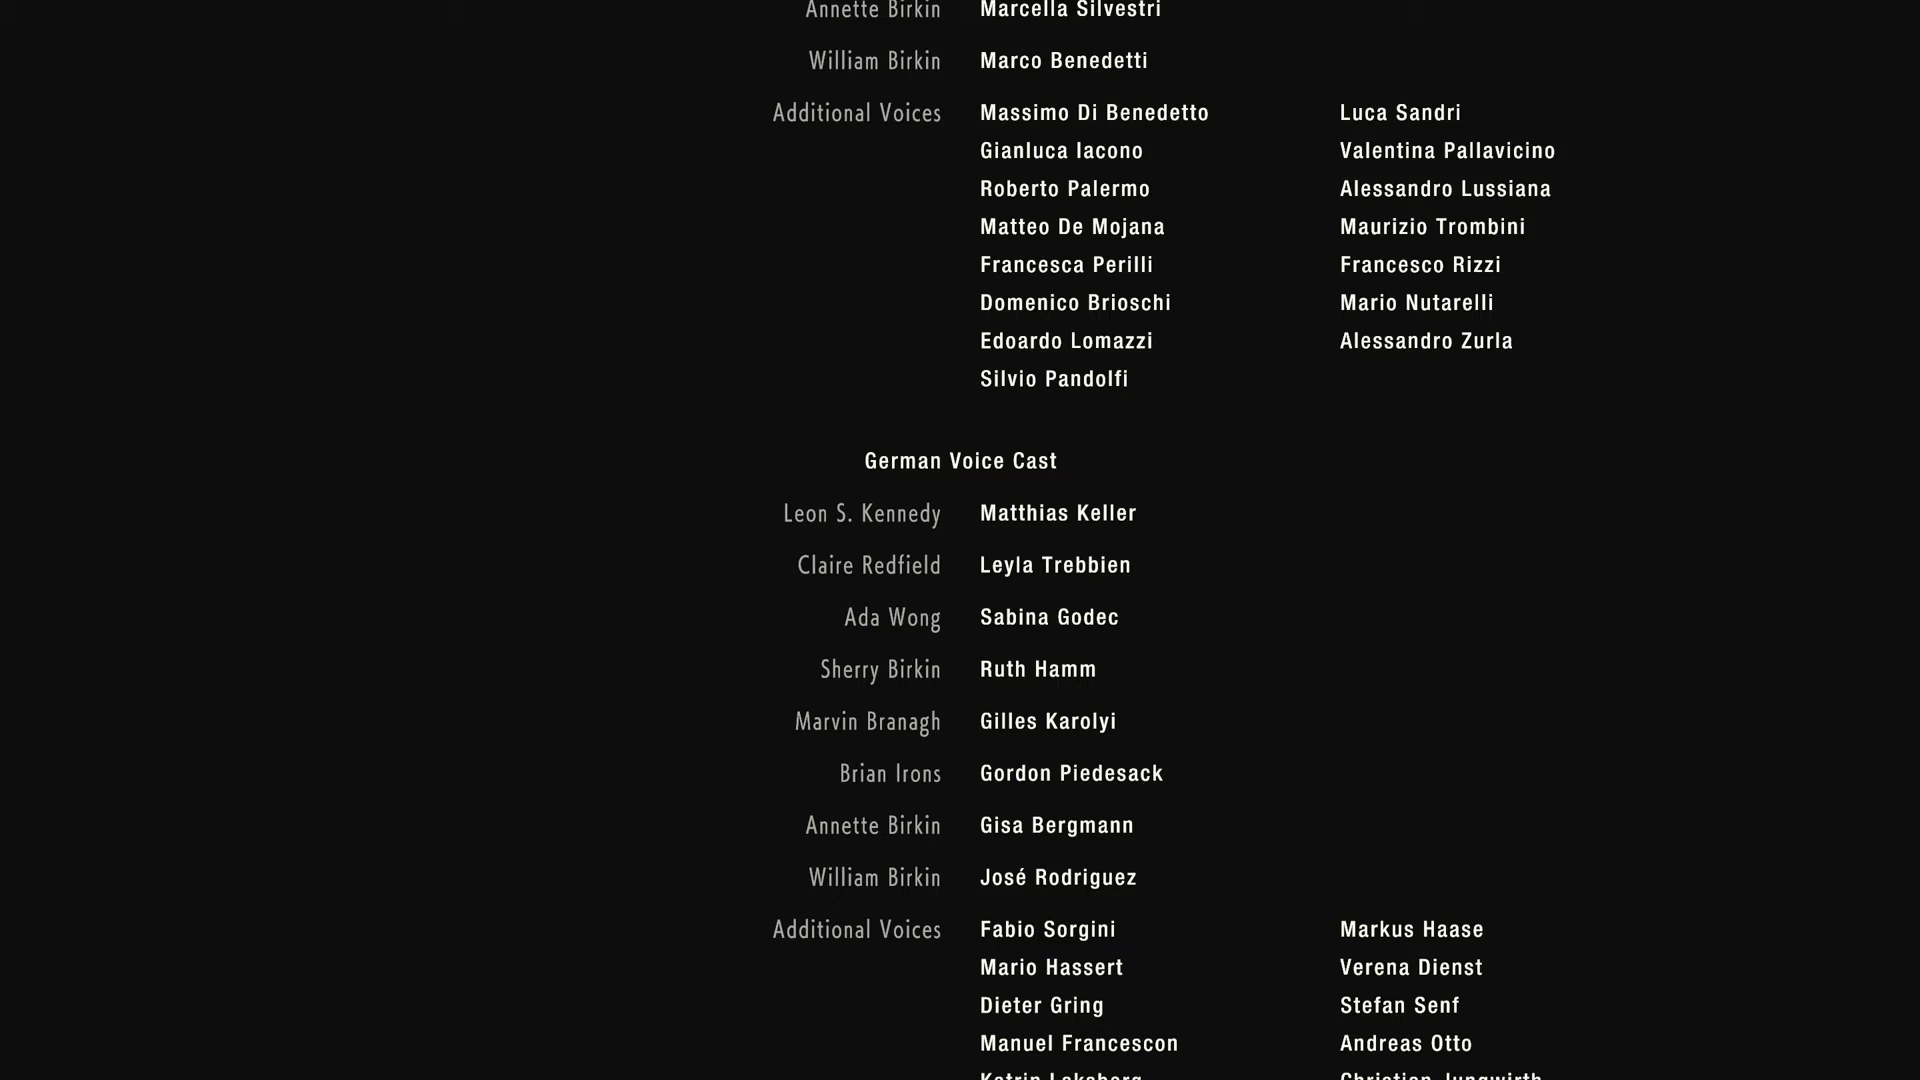 Annette Birkin Marcella Silvestri
William Birkin Marco Benedetti
Additional Voices Massimo Di Benedetto Luca Sandri
Gianluca Iacono Valentina Pallavicino
Roberto Palermo Alessandro Lussiana
Matteo De Mojana Maurizio Trombini
Francesca Perilli Francesco Rizzi
Domenico Brioschi Mario Nutarelli
Edoardo Lomazzi Alessandro Zurla
Silvio Pandolfi
German Voice Cast
Leon S. Kennedy Matthias Keller
Claire Redfield Leyla Trebbien
Ada Wong Sabina Godec
Sherry Birkin Ruth Hamm
Marvin Branagh Gilles Karolyi
Brian Irons Gordon Piedesack
Annette Birkin Gisa Bergmann
William Birkin José Rodriguez
Additional Voices Fabio Sorgini Markus Haase
Mario Hassert Verena Dienst
Dieter Gring Stefan Senf
Manuel Francescon Andreas Otto
Katrin Christian Jungwirth